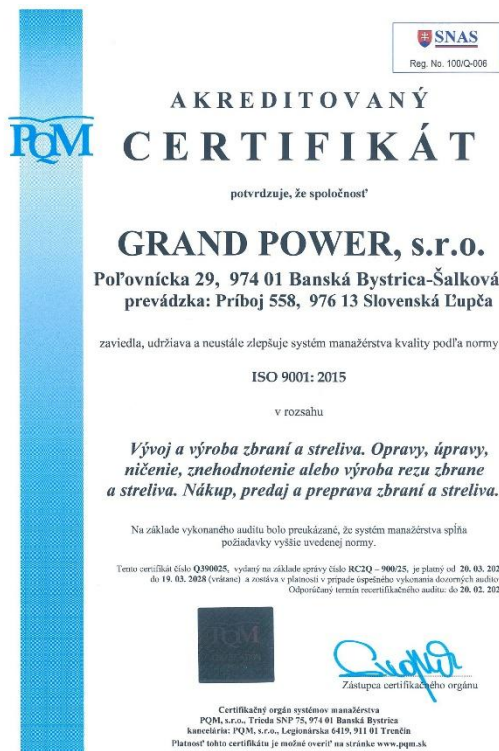 SNAS
Reg. No. 100/Q-006
AKREDITOVANÝ
PQM
CERTIFIKÁT
potvrdzuje, že spoločnosť
GRAND POWER, s.r.o.
Poľovnícka 29, 974 01 Banská Bystrica-Šalková
prevádzka: Príboj 558, 976 13 Slovenská Ľupča
zaviedla, udržiava a neustále zlepšuje systém manažérstva kvality podľa normy
ISO 9001: 2015
v rozsahu
Vývoj a výroba zbraní a streliva. Opravy, úpravy,
ničenie, znehodnotenie alebo výroba rezu zbrane
a streliva. Nákup, predaj a preprava zbraní a streliva.
Na základe vykonaného auditu bolo preukázané, že systém manažérstva spĺňa
požiadavky vyššie uvedenej normy.
Tento certifikát číslo Q390025, vydaný na základe správy číslo RC2Q – 900/25, je platný od 20. 03. 202
do 19. 03. 2028 (vrátane) a zostáva v platnosti v prípade úspešného vykonania dozorných audito
Odporúčaný termín recertifikačného auditu: do 20. 02. 202
PQM
Zástupca certifikačného orgánu
Certifikačný orgán systémov manažérstva
PQM, s.r.o., Trieda SNP 75, 974 01 Banská Bystrica
kancelária: PQM, s.r.o., Legionárska 6419, 911 01 Trenčín
Platnosť tohto certifikátu je možné overiť na stránke www.pqm.sk